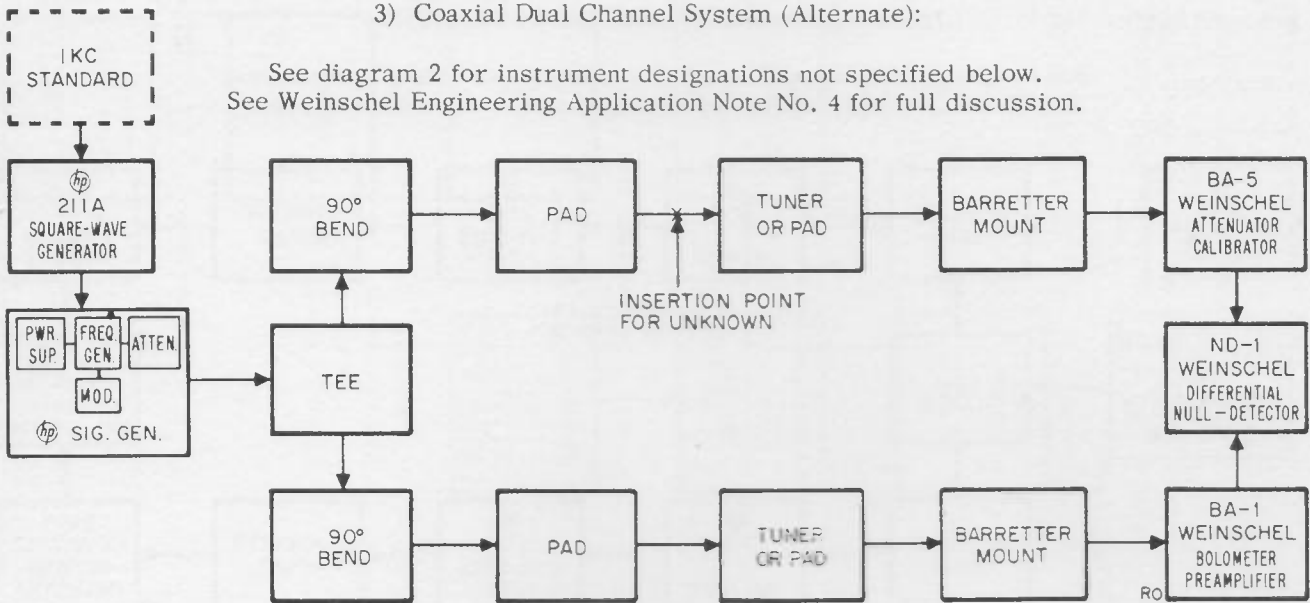 3) Coaxial Dual Channel System (Alternate):
See diagram 2 for instrument designations not specified below.
See Weinschel Engineering Application Note No. 4 for full discussion.
1KC
STANDARD
hp
211A
SQUARE-WAVE
GENERATOR
PWR.
SUP.
FREQ.
GEN.
ATTEN.
MOD.
hp SIG. GEN.
TEE
90°
BEND
PAD
INSERTION POINT
FOR UNKNOWN
TUNER
OR PAD
BARRETTER
MOUNT
BA-5
WEINSCHEL
ATTENUATOR
CALIBRATOR
ND-1
WEINSCHEL
DIFFERENTIAL
NULL-DETECTOR
90°
BEND
PAD
TUNER
OR PAD
BARRETTER
MOUNT
BA-1
WEINSCHEL
BOLOMETER
PREAMPLIFIER
RO